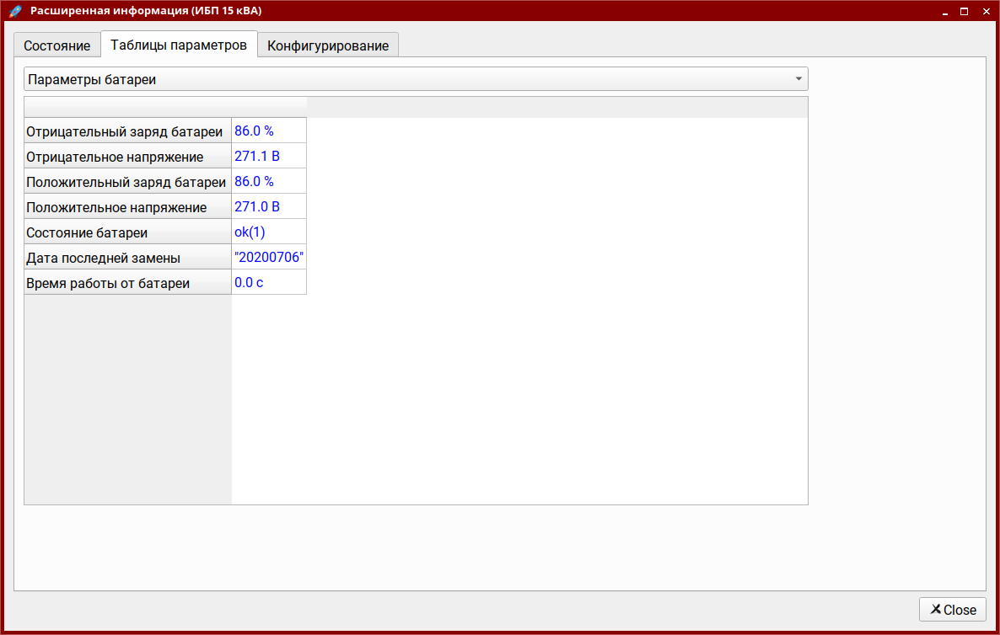 Расширенная информация (ИБП 15 кВА)
Состояние Таблицы параметров Конфигурирование
Параметры батареи
Отрицательный заряд батареи 86.0 %
Отрицательное напряжение 271.1 В
Положительный заряд батареи 86.0 %
Положительное напряжение 271.0 В
Состояние батареи ok(1)
Дата последней замены "20200706"
Время работы от батареи 0.0 с
Close